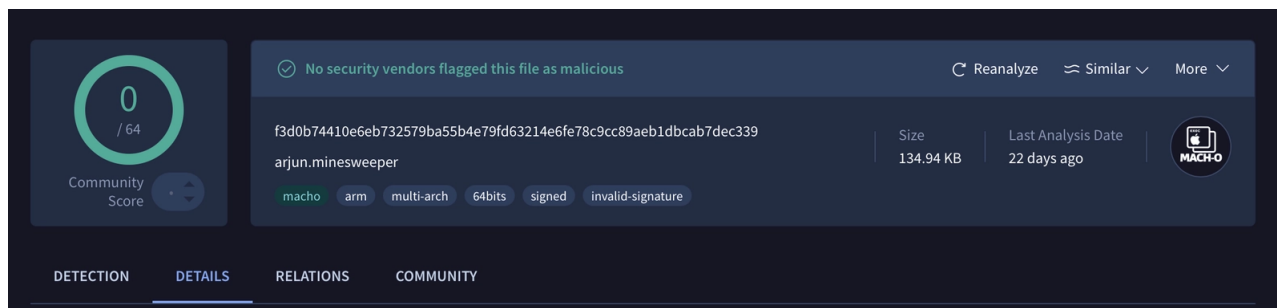 0
/ 64
Community
Score
No security vendors flagged this file as malicious
Reanalyze
Similar
More
f3d0b74410e6eb732579ba55b4e79fd63214e6fe78c9cc89aeb1dbcab7dec339
arjun.minesweeper
macho arm multi-arch 64bits signed invalid-signature
Size
134.94 KB
Last Analysis Date
22 days ago
EXEC
MACH-O
DETECTION DETAILS RELATIONS COMMUNITY